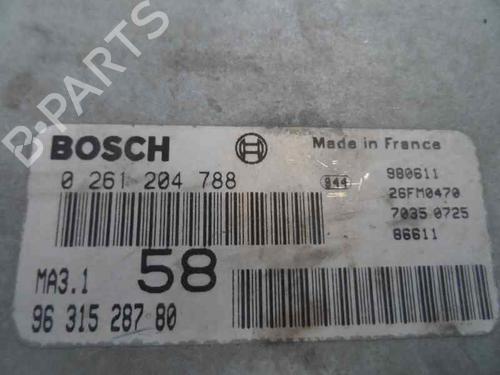 B-PARTS
BOSCH
Made in France
0 261 204 788
944
980611
26FM0470
7035 0725
86611
MA3.1
58
96 315 287 80